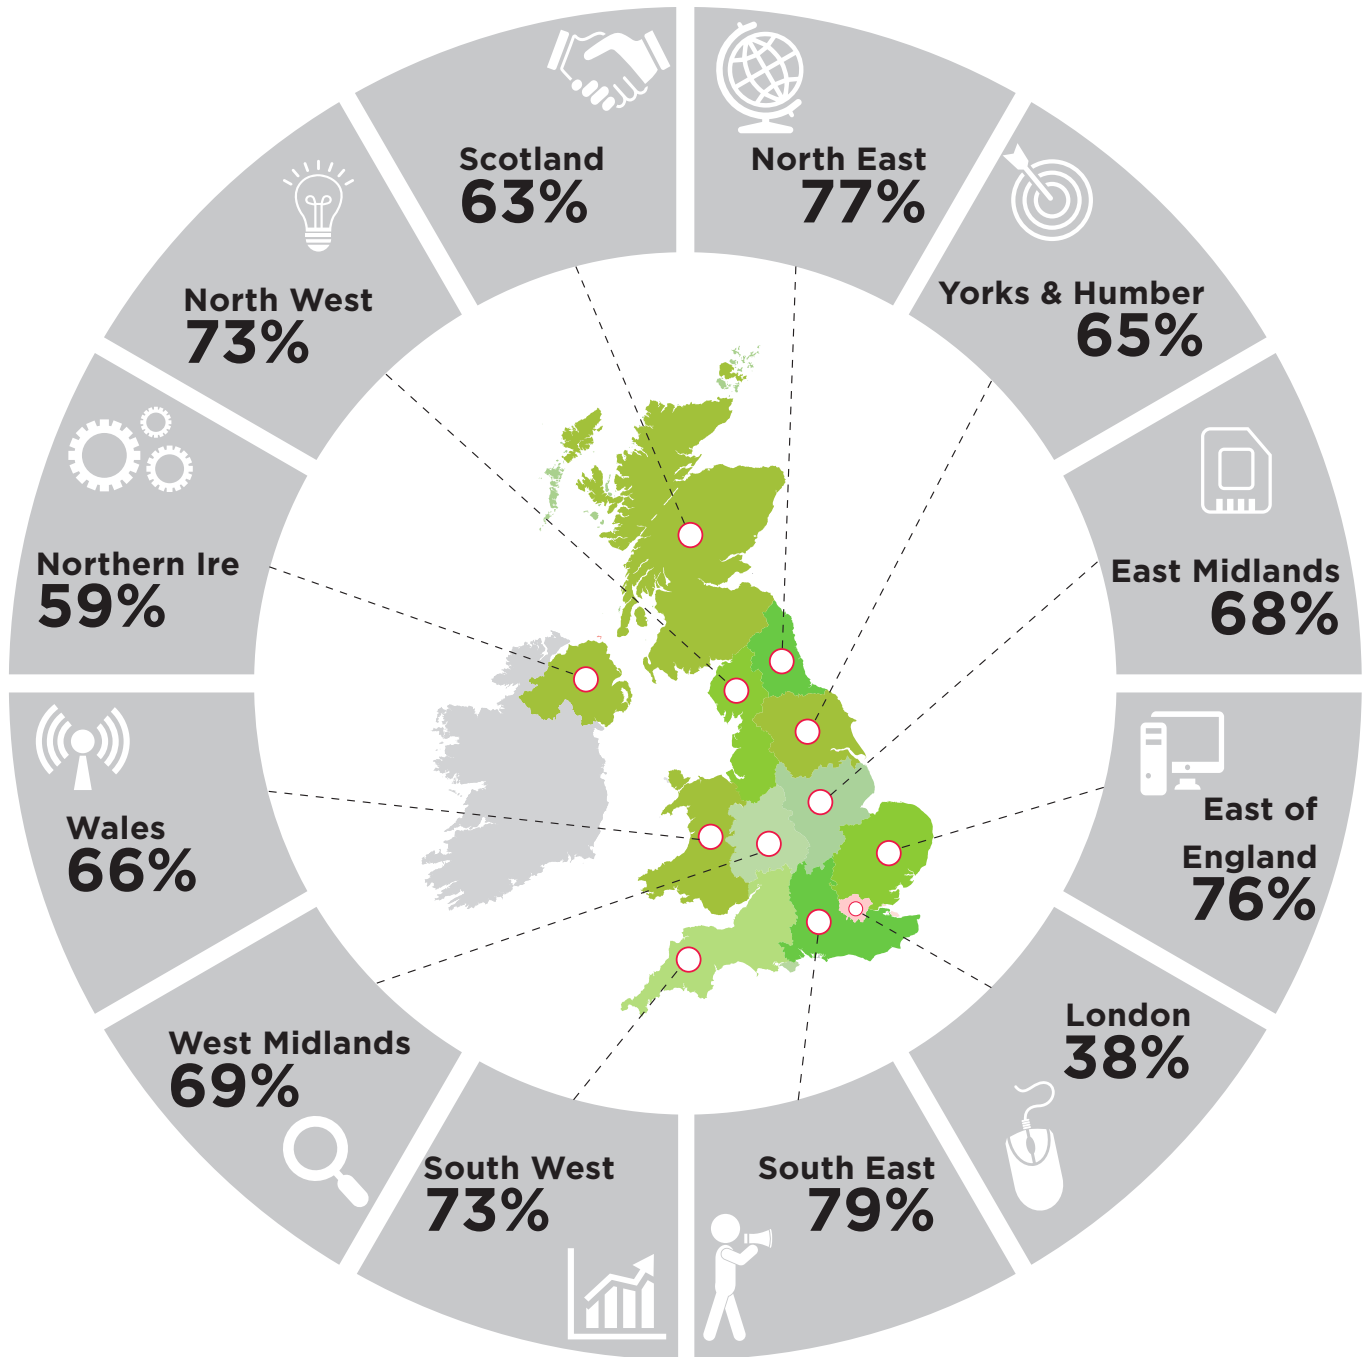 Scotland
63%
North East
77%
Yorks & Humber
65%
East Midlands
68%
East of
England
76%
London
38%
South East
79%
South West
73%
West Midlands
69%
Wales
66%
Northern Ire
59%
North West
73%